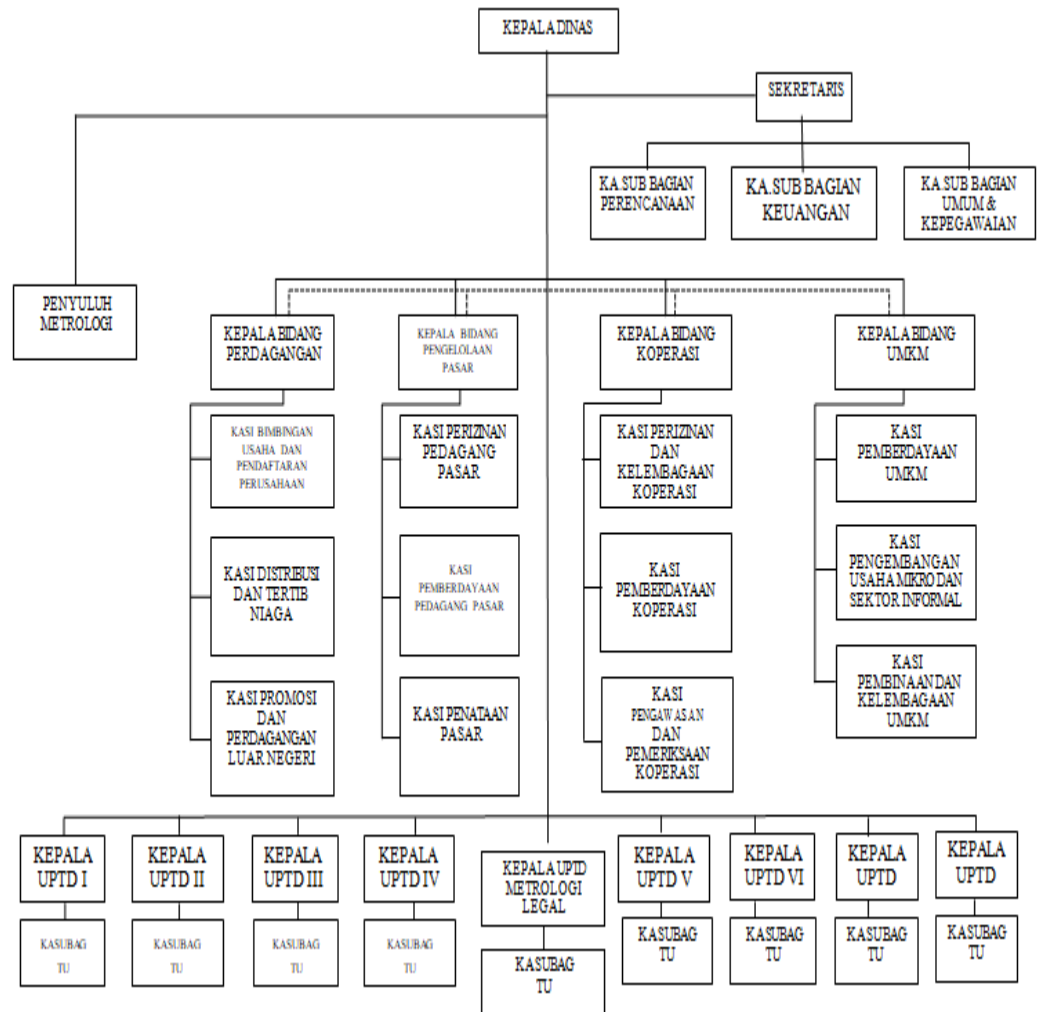 KEPALA DINAS
SEKRETARIS
KA.SUB BAGIAN
PERENCANAAN
KA.SUB BAGIAN
KEUANGAN
KA.SUB BAGIAN
UMUM &
KEPEGAWAIAN
PENYULUH
METROLOGI
KEPALA BIDANG
PERDAGANGAN
KEPALA BIDANG
PENGELOLAAN
PASAR
KEPALA BIDANG
KOPERASI
KEPALA BIDANG
UMKM
KASI BIMBINGAN
USAHA DAN
PENDAFTARAN
PERUSAHAAN
KASI PERIZINAN
PEDAGANG
PASAR
KASI PERIZINAN
DAN
KELEMBAGAAN
KOPERASI
KASI
PEMBERDAYAAN
UMKM
KASI DISTRIBUSI
DAN TERTIB
NIAGA
KASI
PEMBERDAYAAN
PEDAGANG PASAR
KASI
PEMBERDAYAAN
KOPERASI
KASI
PENGEMBANGAN
USAHA MIKRO DAN
SEKTOR INFORMAL
KASI PROMOSI
DAN
PERDAGANGAN
LUAR NEGERI
KASI PENATAAN
PASAR
KASI
PENGAWASAN
DAN
PEMERIKSAAN
KOPERASI
KASI
PEMBINAAN DAN
KELEMBAGAAN
UMKM
KEPALA
UPTD I
KEPALA
UPTD II
KEPALA
UPTD III
KEPALA
UPTD IV
KEPALA UPTD
METROLOGI
LEGAL
KEPALA
UPTD V
KEPALA
UPTD VI
KEPALA
UPTD
KEPALA
UPTD
KASUBAG
TU
KASUBAG
TU
KASUBAG
TU
KASUBAG
TU
KASUBAG
TU
KASUBAG
TU
KASUBAG
TU
KASUBAG
TU
KASUBAG
TU